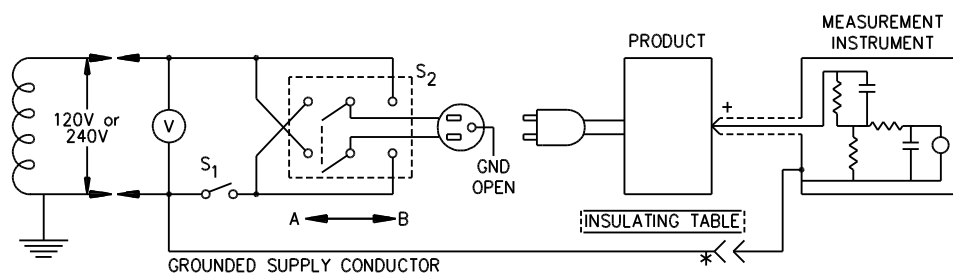 MEASUREMENT
INSTRUMENT
PRODUCT
S2
+
120V or
240V
V
S1
GND
OPEN
A
B
INSULATING TABLE
*
GROUNDED SUPPLY CONDUCTOR